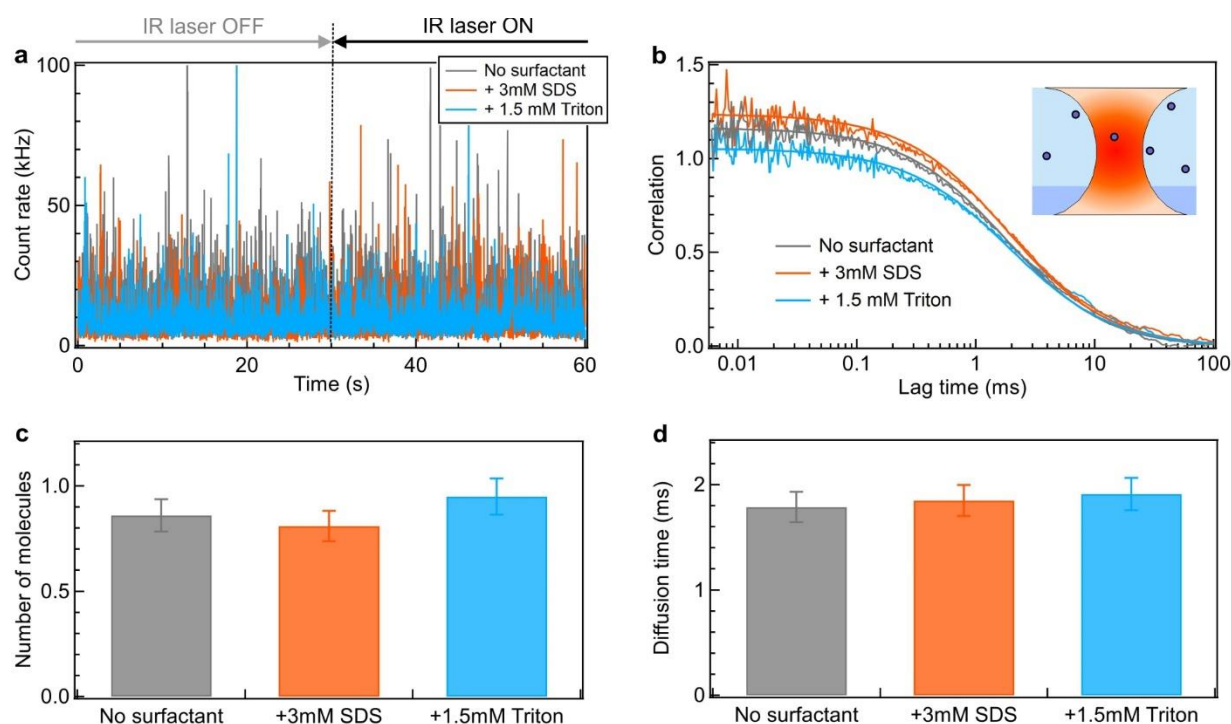 IR laser OFF
IR laser ON
a
100
50
0
Count rate (kHz)
0
20
40
60
Time (s)
No surfactant
+ 3mM SDS
+ 1.5 mM Triton
b
1.5
1.0
0.5
0.0
Correlation
0.01
0.1
1
10
100
Lag time (ms)
No surfactant
+ 3mM SDS
+ 1.5 mM Triton
c
1.0
0.5
0.0
Number of molecules
No surfactant
+3mM SDS
+1.5mM Triton
d
2
1
0
Diffusion time (ms)
No surfactant
+3mM SDS
+1.5mM Triton